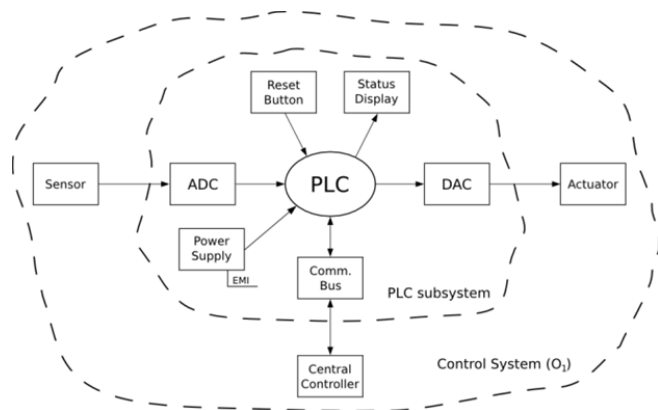 Reset
Button
Status
Display
Sensor
ADC
PLC
DAC
Actuator
Power
Supply
EMI
Comm.
Bus
PLC subsystem
Central
Controller
Control System (O₁)